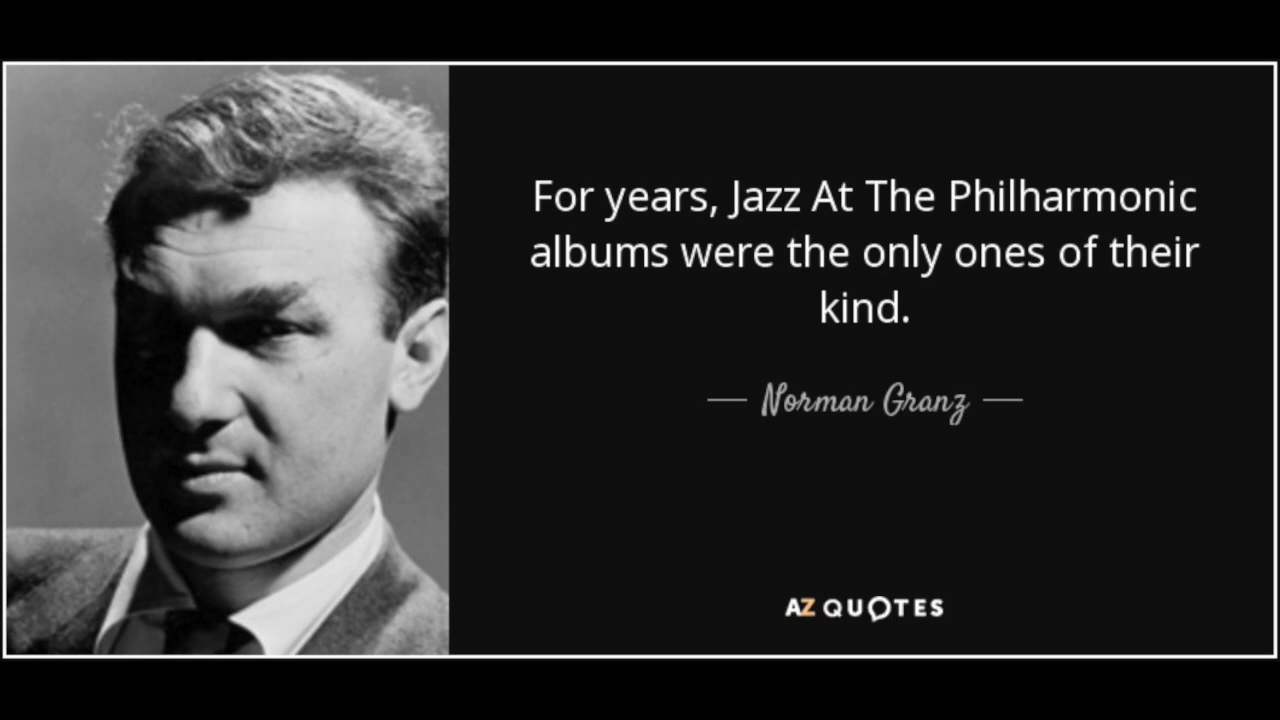 For years, Jazz At The Philharmonic
albums were the only ones of their
kind.
— Norman Granz —
AZ QUOTES